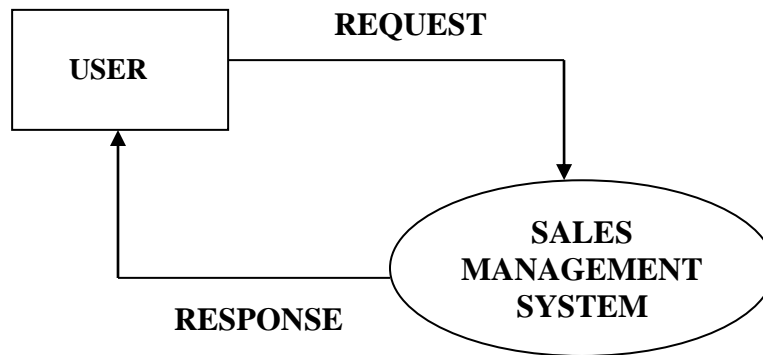 REQUEST
USER
SALES
MANAGEMENT
SYSTEM
RESPONSE